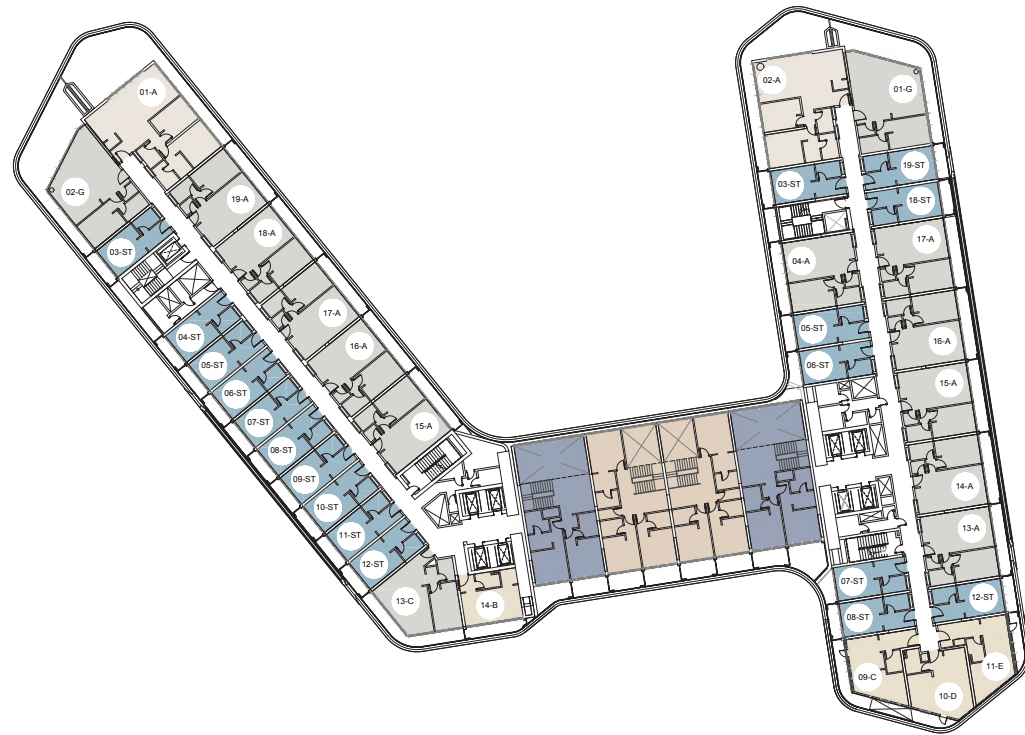 01-A
02-G
03-ST
19-A
18-A
17-A
16-A
15-A
04-ST
05-ST
06-ST
07-ST
08-ST
09-ST
10-ST
11-ST
12-ST
13-C
14-B
02-A
01-G
03-ST
19-ST
18-ST
04-A
17-A
05-ST
06-ST
16-A
15-A
14-A
13-A
07-ST
08-ST
12-ST
09-C
10-D
11-E